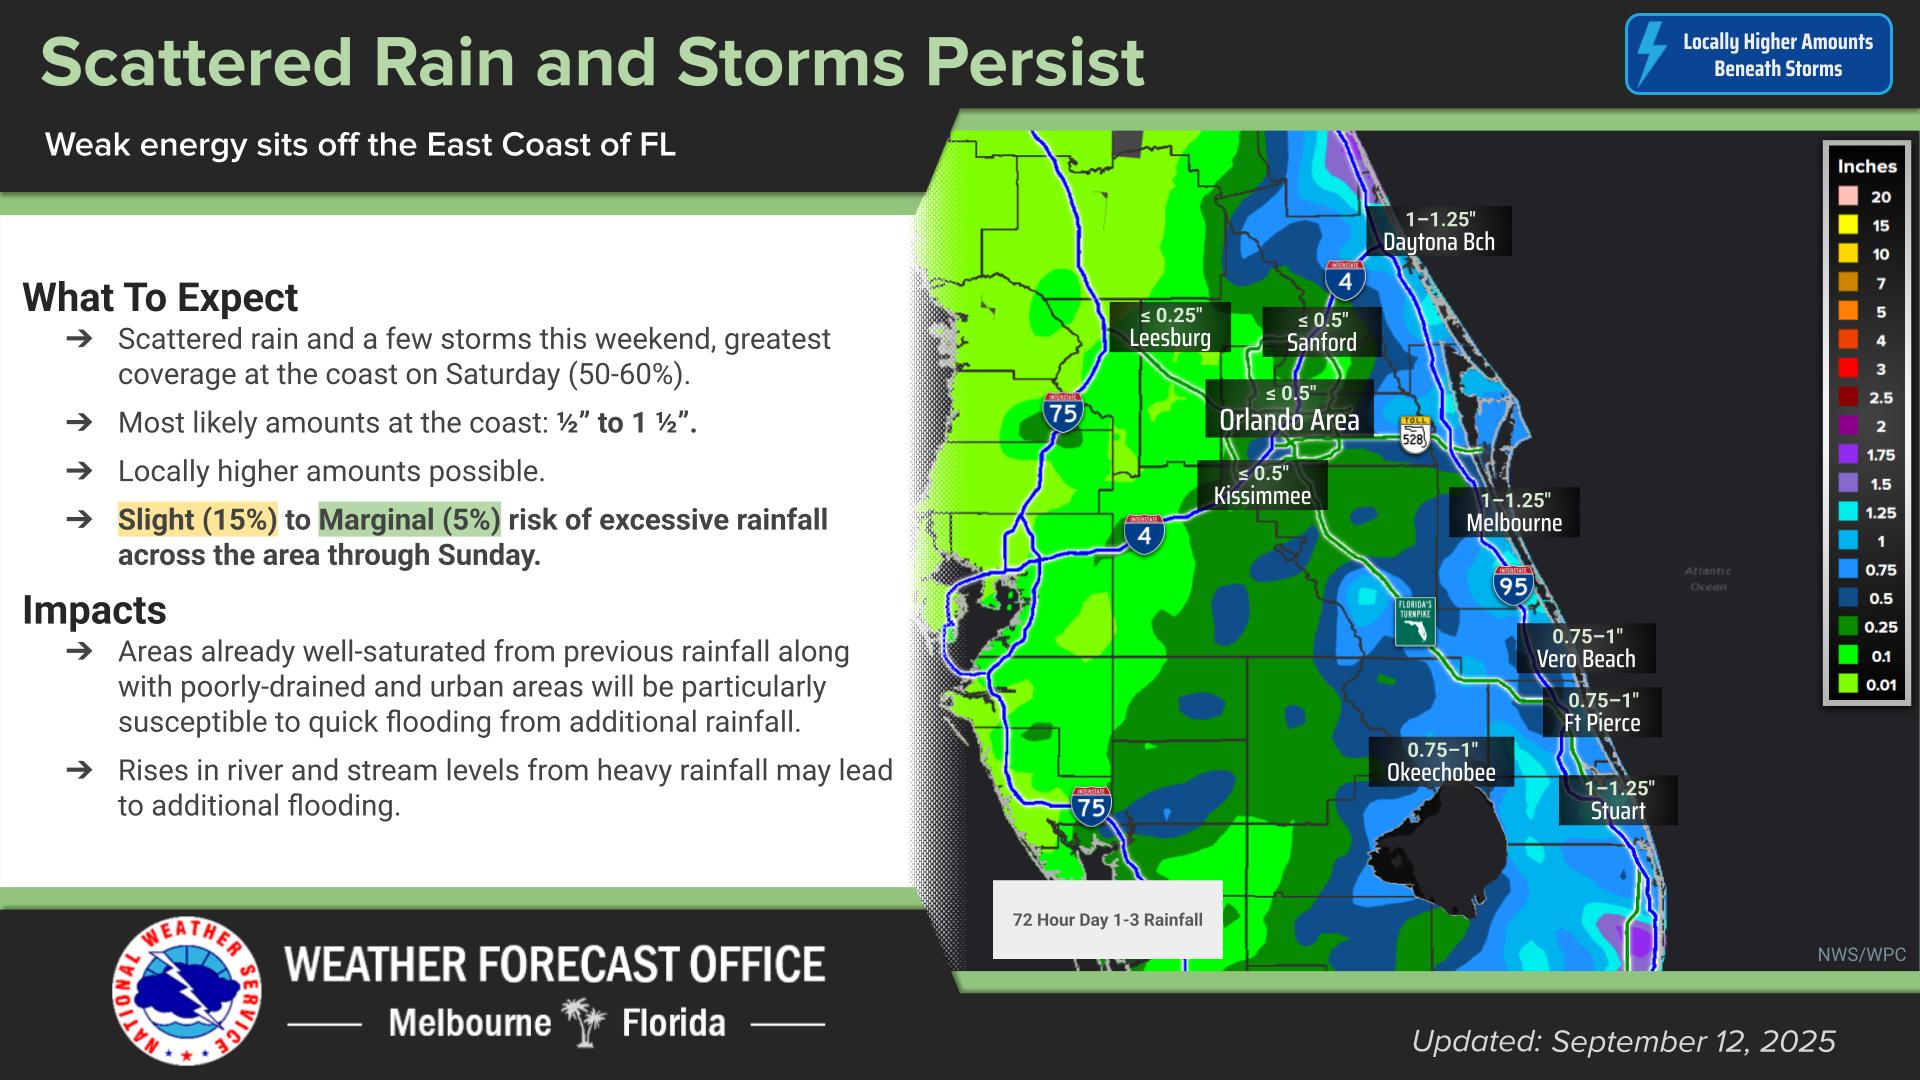 Scattered Rain and Storms Persist
Locally Higher Amounts
Beneath Storms
Weak energy sits off the East Coast of FL
What To Expect
➔ Scattered rain and a few storms this weekend, greatest
coverage at the coast on Saturday (50-60%).
➔ Most likely amounts at the coast: ½” to 1 ½”.
➔ Locally higher amounts possible.
➔ Slight (15%) to Marginal (5%) risk of excessive rainfall
across the area through Sunday.
Impacts
➔ Areas already well-saturated from previous rainfall along
with poorly-drained and urban areas will be particularly
susceptible to quick flooding from additional rainfall.
➔ Rises in river and stream levels from heavy rainfall may lead
to additional flooding.
1–1.25"
Daytona Bch
INTERSTATE
4
≤ 0.25"
Leesburg
≤ 0.5"
Sanford
≤ 0.5"
Orlando Area
INTERSTATE
75
TOLL
528
≤ 0.5"
Kissimmee
1–1.25"
Melbourne
INTERSTATE
4
INTERSTATE
95
Atlantic
Ocean
FLORIDA'S
TURNPIKE
0.75–1"
Vero Beach
0.75–1"
Ft Pierce
0.75–1"
Okeechobee
1–1.25"
Stuart
INTERSTATE
75
72 Hour Day 1-3 Rainfall
Inches
20
15
10
7
5
4
3
2.5
2
1.75
1.5
1.25
1
0.75
0.5
0.25
0.1
0.01
NWS/WPC
NATIONAL WEATHER SERVICE
WEATHER FORECAST OFFICE
Melbourne Florida
Updated: September 12, 2025